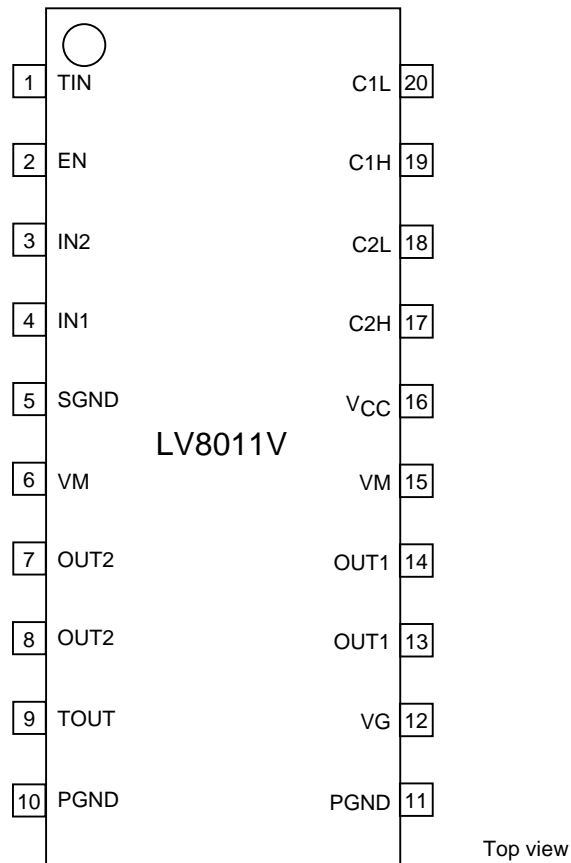 1 TIN C1L 20
2 EN C1H 19
3 IN2 C2L 18
4 IN1 C2H 17
5 SGND VCC 16
LV8011V
6 VM VM 15
7 OUT2 OUT1 14
8 OUT2 OUT1 13
9 TOUT VG 12
10 PGND PGND 11
Top view